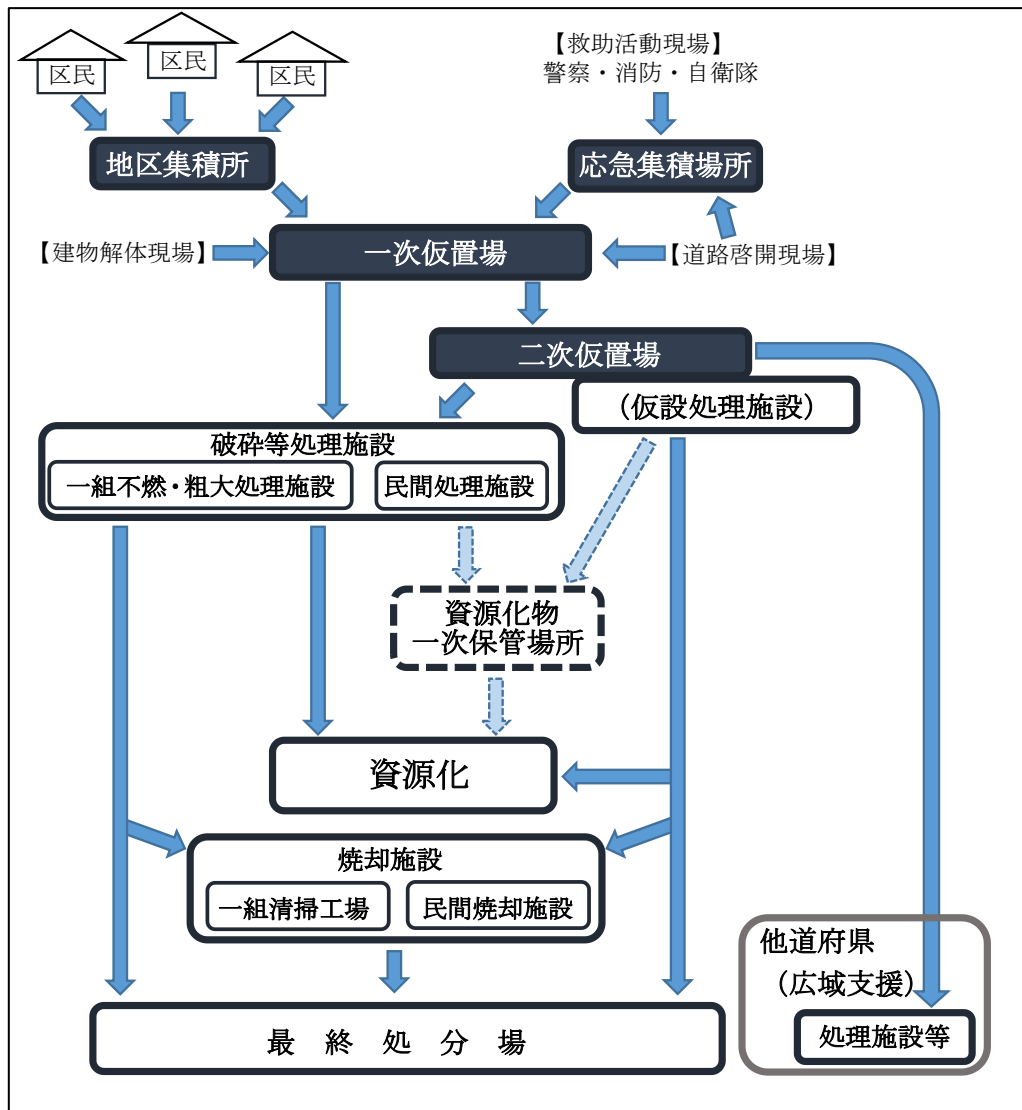 区民
区民
区民
【救助活動現場】
警察・消防・自衛隊
地区集積所
応急集積場所
【建物解体現場】
一次仮置場
【道路啓開現場】
二次仮置場
（仮設処理施設）
破砕等処理施設
一組不燃・粗大処理施設
民間処理施設
資源化物
一次保管場所
資源化
焼却施設
一組清掃工場
民間焼却施設
他道府県
（広域支援）
処理施設等
最終処分場